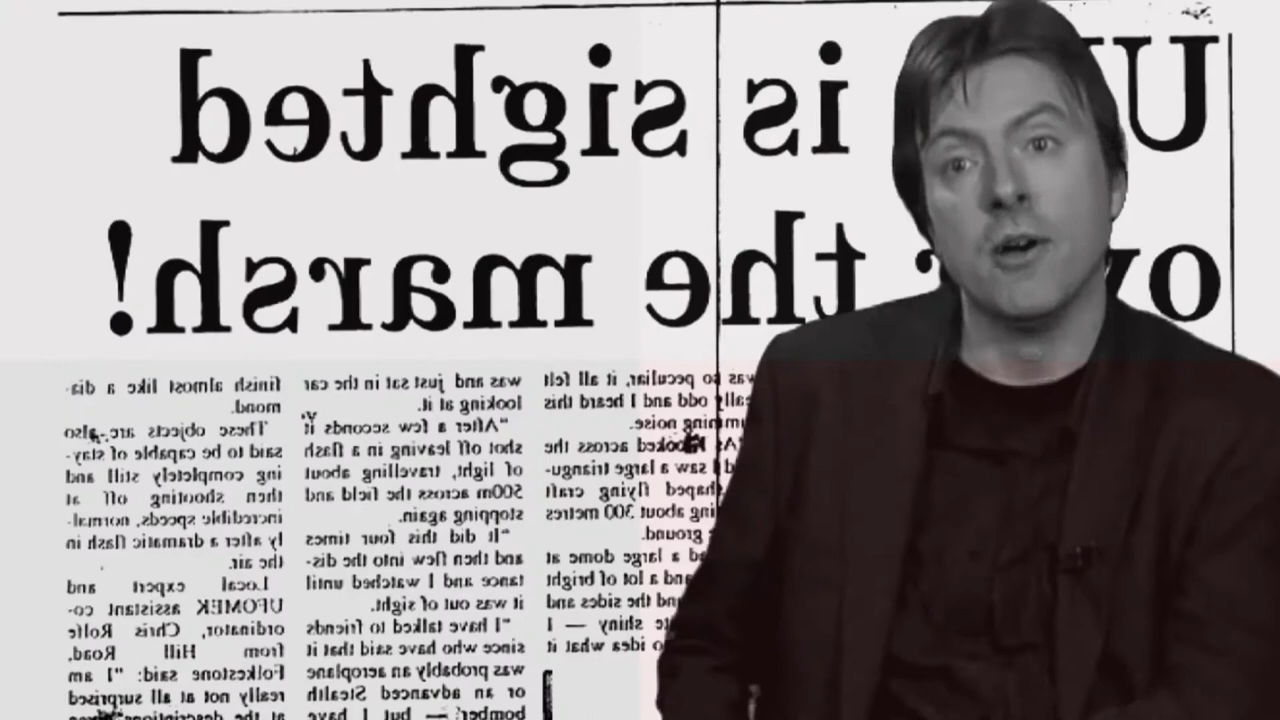 U is sighted
ov the marsh!
was so peculiar, it all felt
really odd and I heard this
humming noise.
"As I looked across the
I saw a large triangu-
shaped flying craft
about 300 metres
ground.
a large dome at
and a lot of bright
the sides and
shiny — I
idea what it
was and just sat in the car
looking at it.
"After a few seconds it
shot off leaving in a flash
of light, travelling about
500m across the field and
stopping again.
"It did this four times
and then flew into the dis-
tance and I watched until
it was out of sight.
"I have talked to friends
since who have said that it
was probably an aeroplane
or an advanced Stealth
bomber — but I have
finish almost like a dia-
mond.
These objects are also
said to be capable of stay-
ing completely still and
then shooting off at
incredible speeds, normal-
ly after a dramatic flash in
the air.
Local expert and
UFOMEK assistant co-
ordinator, Chris Rolfe
from Hill Road,
Folkestone said: "I am
really not at all surprised
at the descriptions